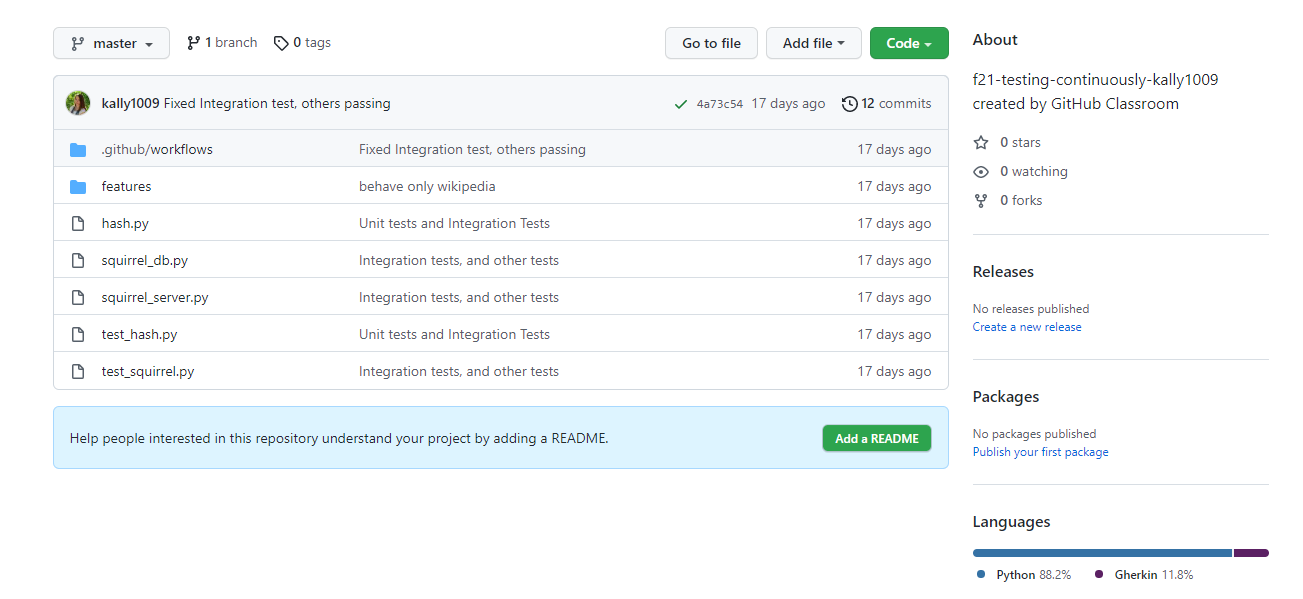 master
1 branch
0 tags
Go to file
Add file
Code
kally1009 Fixed Integration test, others passing
4a73c54 17 days ago
12 commits
.github/workflows Fixed Integration test, others passing 17 days ago
features behave only wikipedia 17 days ago
hash.py Unit tests and Integration Tests 17 days ago
squirrel_db.py Integration tests, and other tests 17 days ago
squirrel_server.py Integration tests, and other tests 17 days ago
test_hash.py Unit tests and Integration Tests 17 days ago
test_squirrel.py Integration tests, and other tests 17 days ago
Help people interested in this repository understand your project by adding a README.
Add a README
About
f21-testing-continuously-kally1009
created by GitHub Classroom
0 stars
0 watching
0 forks
Releases
No releases published
Create a new release
Packages
No packages published
Publish your first package
Languages
Python 88.2% Gherkin 11.8%